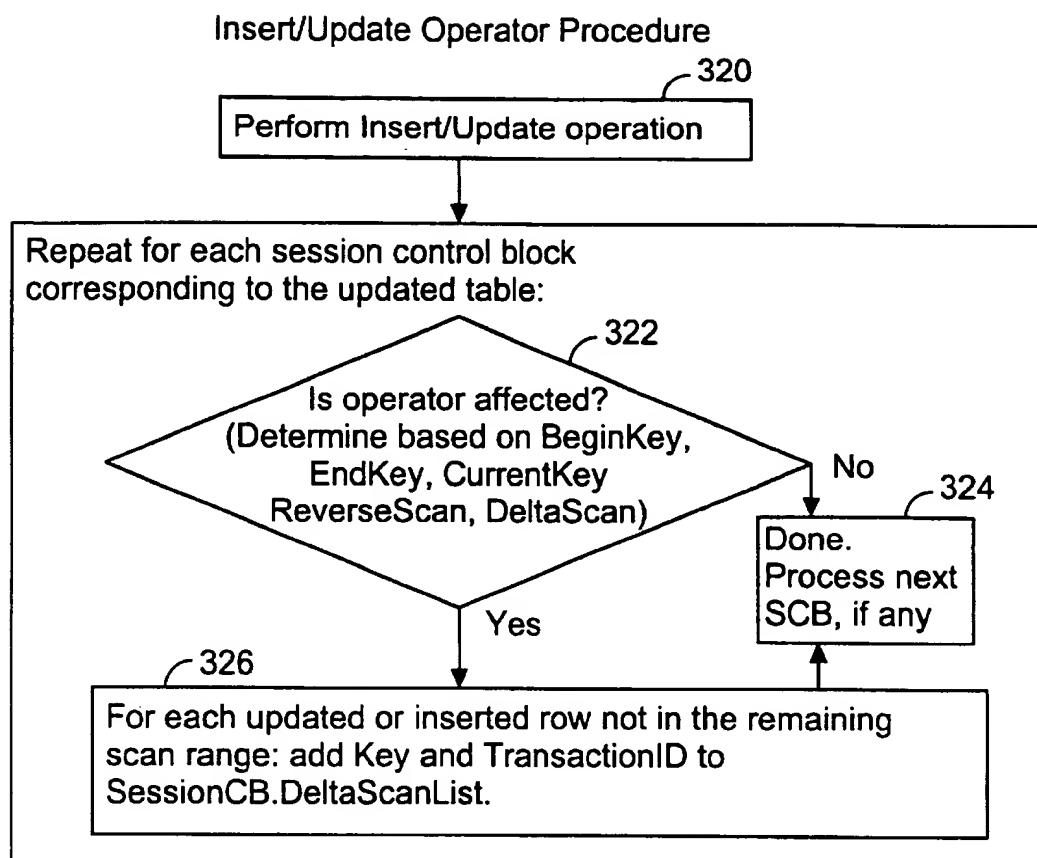 Insert/Update Operator Procedure
320
Perform Insert/Update operation
Repeat for each session control block
corresponding to the updated table:
322
Is operator affected?
(Determine based on BeginKey,
EndKey, CurrentKey
ReverseScan, DeltaScan)
No
324
Done.
Process next
SCB, if any
Yes
326
For each updated or inserted row not in the remaining
scan range: add Key and TransactionID to
SessionCB.DeltaScanList.